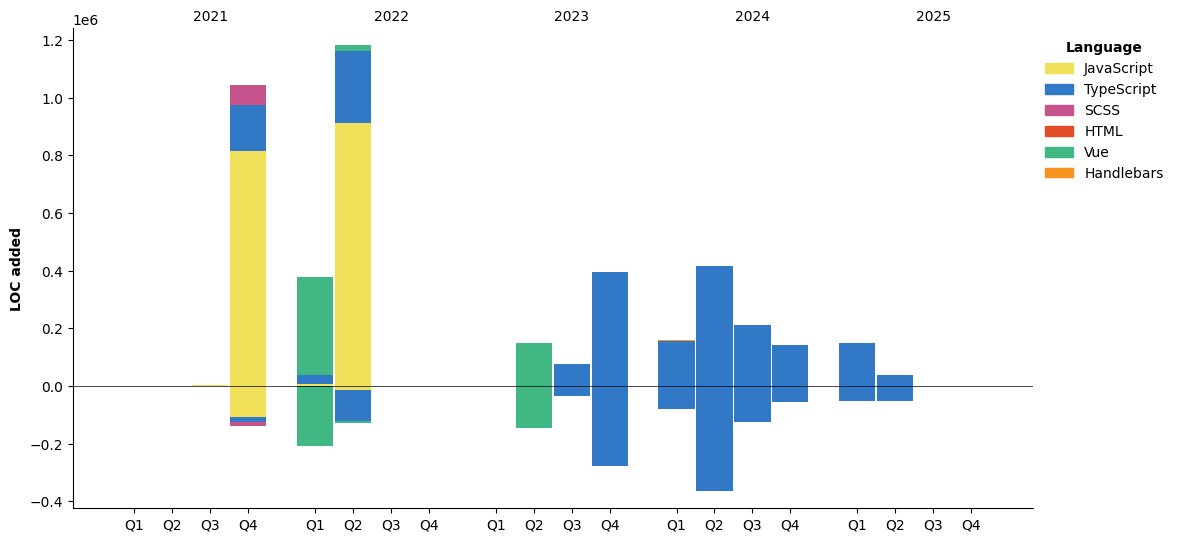 1e6
2021 2022 2023 2024 2025
Language
JavaScript
TypeScript
SCSS
HTML
Vue
Handlebars
LOC added
1.2
1.0
0.8
0.6
0.4
0.2
0.0
−0.2
−0.4
Q1 Q2 Q3 Q4 Q1 Q2 Q3 Q4 Q1 Q2 Q3 Q4 Q1 Q2 Q3 Q4 Q1 Q2 Q3 Q4